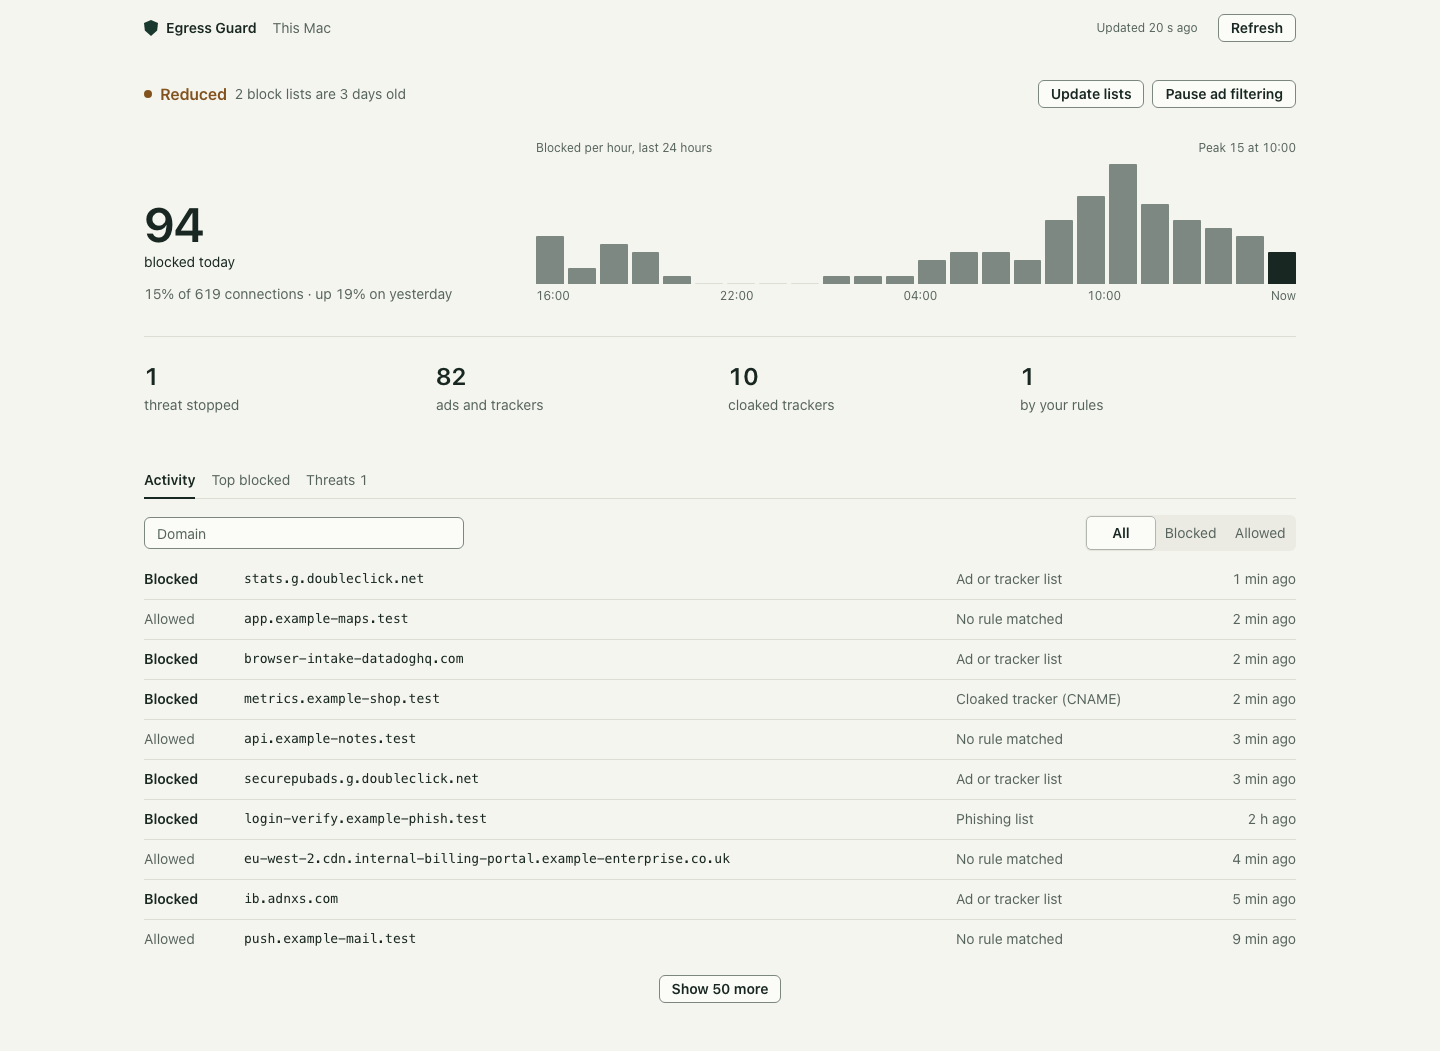 Egress Guard This Mac Updated 20 s ago Refresh
Reduced 2 block lists are 3 days old Update lists Pause ad filtering
Blocked per hour, last 24 hours Peak 15 at 10:00
94
blocked today
15% of 619 connections · up 19% on yesterday
16:00 22:00 04:00 10:00 Now
1 82 10 1
threat stopped ads and trackers cloaked trackers by your rules
Activity Top blocked Threats 1
Domain All Blocked Allowed
Blocked stats.g.doubleclick.net Ad or tracker list 1 min ago
Allowed app.example-maps.test No rule matched 2 min ago
Blocked browser-intake-datadoghq.com Ad or tracker list 2 min ago
Blocked metrics.example-shop.test Cloaked tracker (CNAME) 2 min ago
Allowed api.example-notes.test No rule matched 3 min ago
Blocked securepubads.g.doubleclick.net Ad or tracker list 3 min ago
Blocked login-verify.example-phish.test Phishing list 2 h ago
Allowed eu-west-2.cdn.internal-billing-portal.example-enterprise.co.uk No rule matched 4 min ago
Blocked ib.adnxs.com Ad or tracker list 5 min ago
Allowed push.example-mail.test No rule matched 9 min ago
Show 50 more